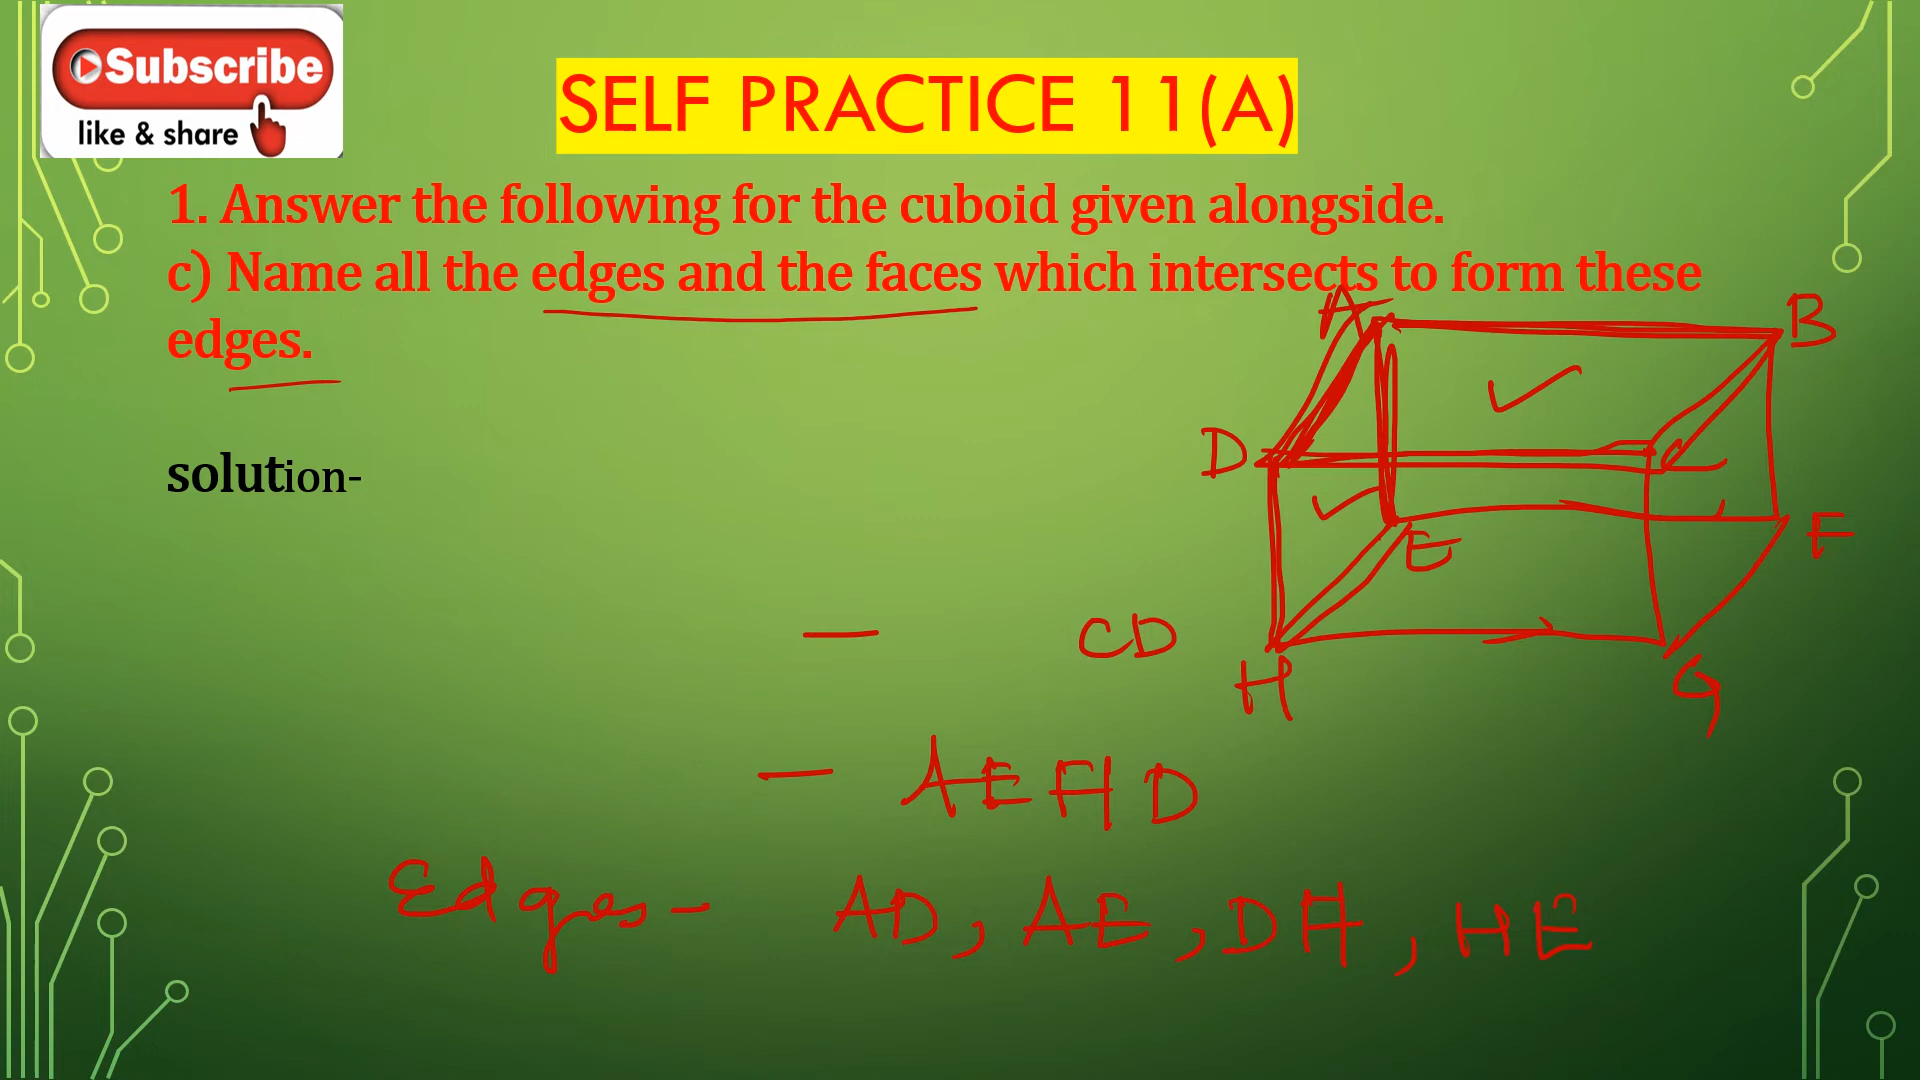 Subscribe
like & share
SELF PRACTICE 11(A)
1. Answer the following for the cuboid given alongside.
c) Name all the edges and the faces which intersects to form these
edges.
A
B
D
solution-
E
F
CD
H
G
— AEHD
Edges - AD, AE, DH, HE